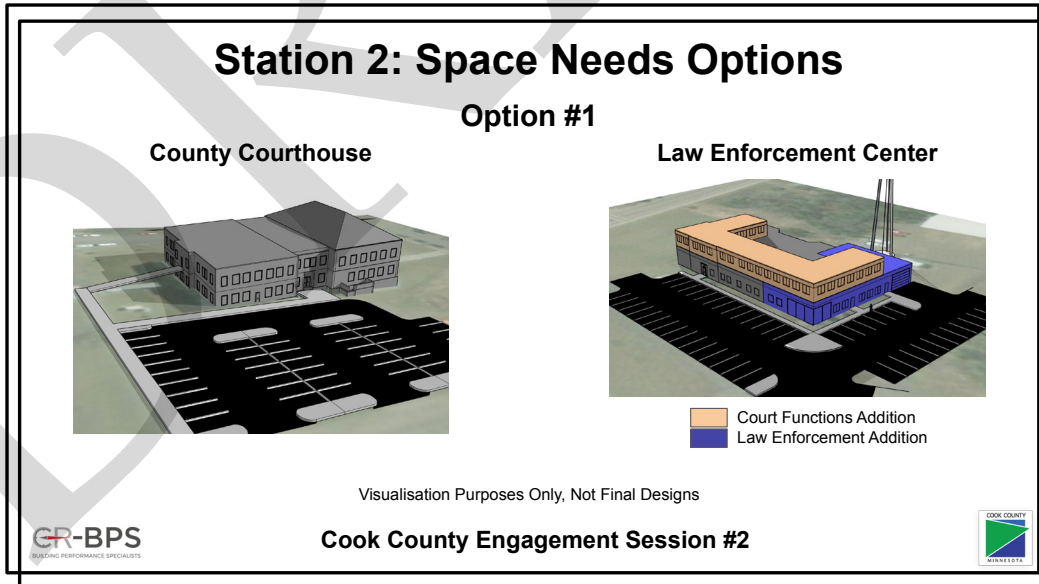 Station 2: Space Needs Options
Option #1
County Courthouse
Law Enforcement Center
Court Functions Addition
Law Enforcement Addition
Visualisation Purposes Only, Not Final Designs
GR-BPS
BUILDING PERFORMANCE SPECIALISTS
Cook County Engagement Session #2
COOK COUNTY
MINNESOTA